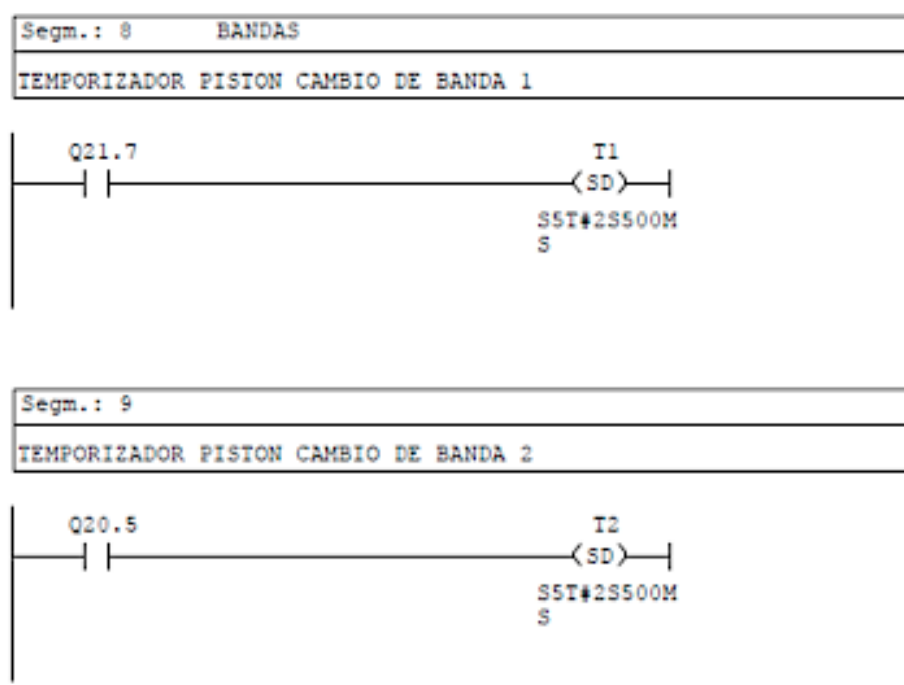 Segm.: 8 BANDAS
TEMPORIZADOR PISTON CAMBIO DE BANDA 1
Q21.7 T1
(SD)
S5T#2S500M
S
Segm.: 9
TEMPORIZADOR PISTON CAMBIO DE BANDA 2
Q20.5 T2
(SD)
S5T#2S500M
S